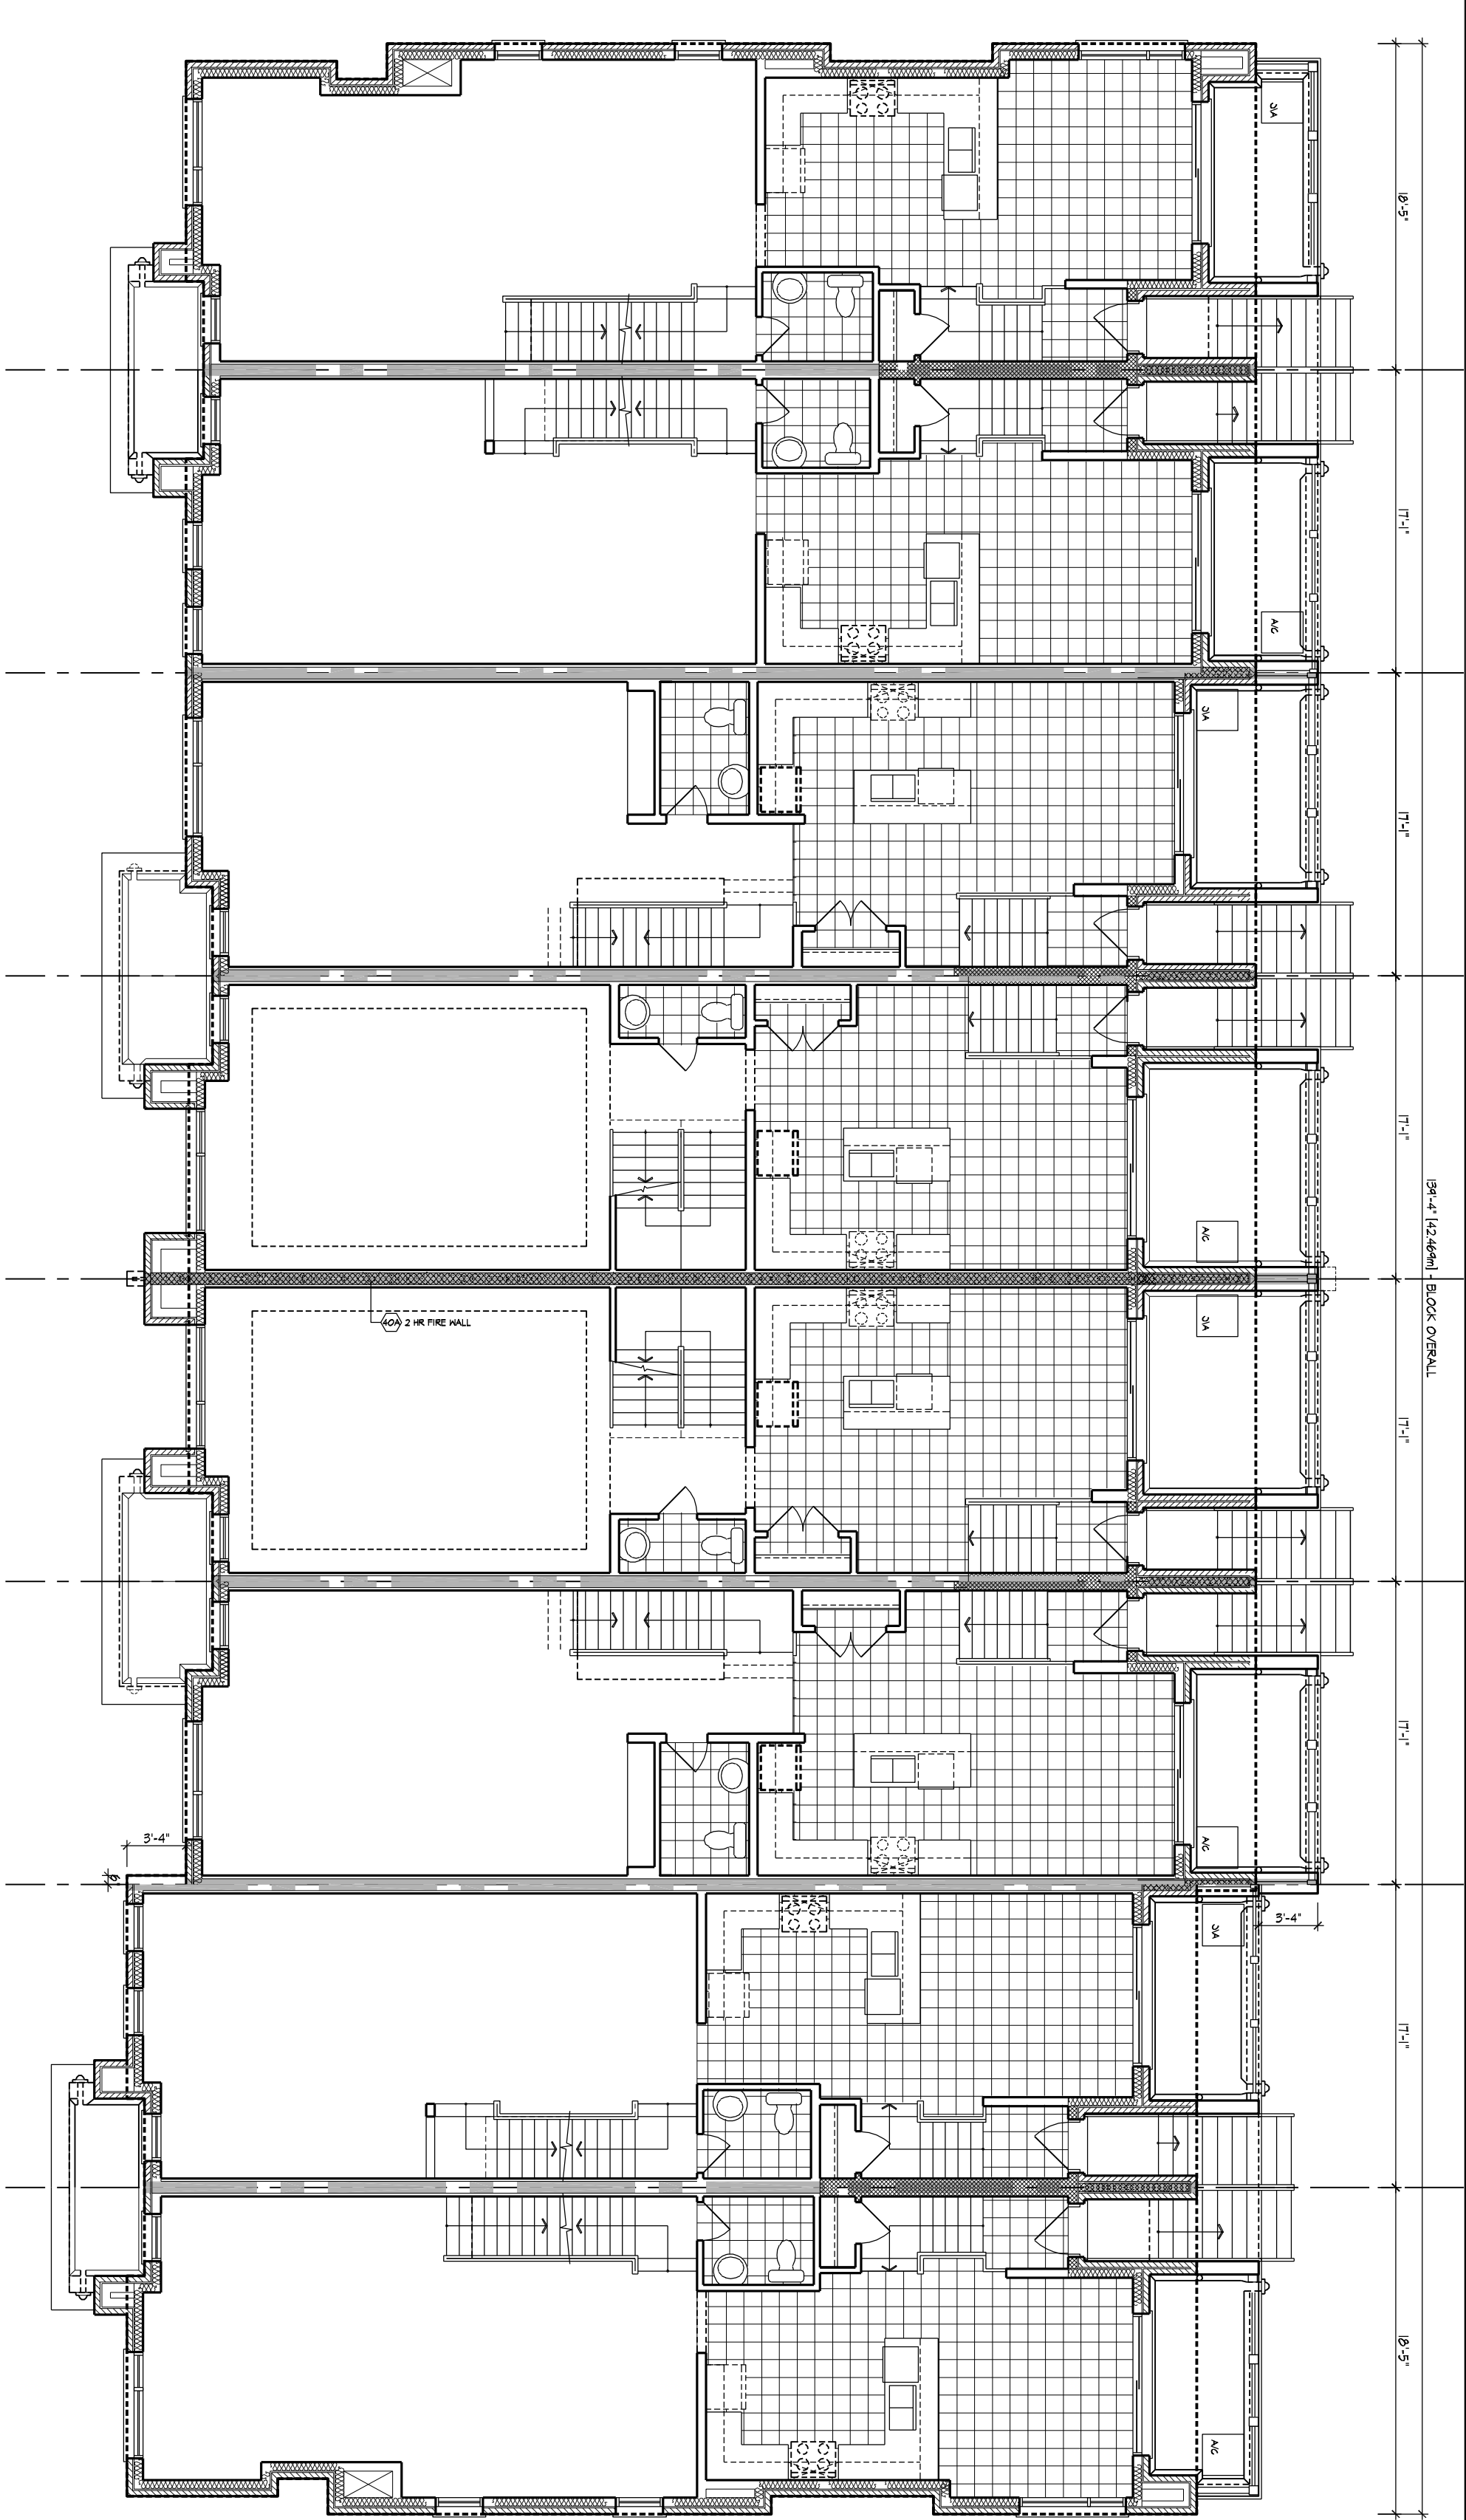 18'-5"
17'-1"
17'-1"
17'-1"
17'-1"
17'-1"
17'-1"
18'-5"
139'-4" [42.469m] - BLOCK OVERALL
A/C
A/C
A/C
A/C
A/C
A/C
A/C
A/C
40A 2 HR FIRE WALL
3'-4"
6"
3'-4"